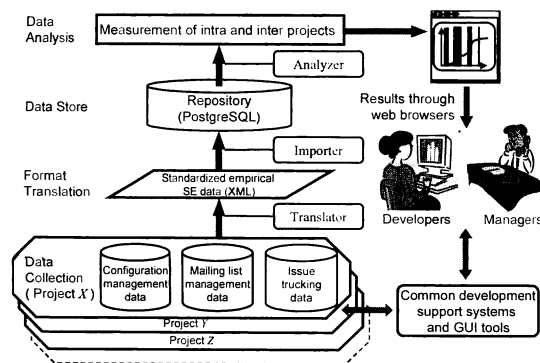 Data
Analysis
Measurement of intra and inter projects
Analyzer
Data Store
Repository
(PostgreSQL)
Results through
web browsers
Importer
Format
Translation
Standardized empirical
SE data (XML)
Translator
Developers
Managers
Data
Collection
(Project X)
Configuration
management
data
Mailing list
management
data
Issue
trucking
data
Common development
support systems
and GUI tools
Project Y
Project Z